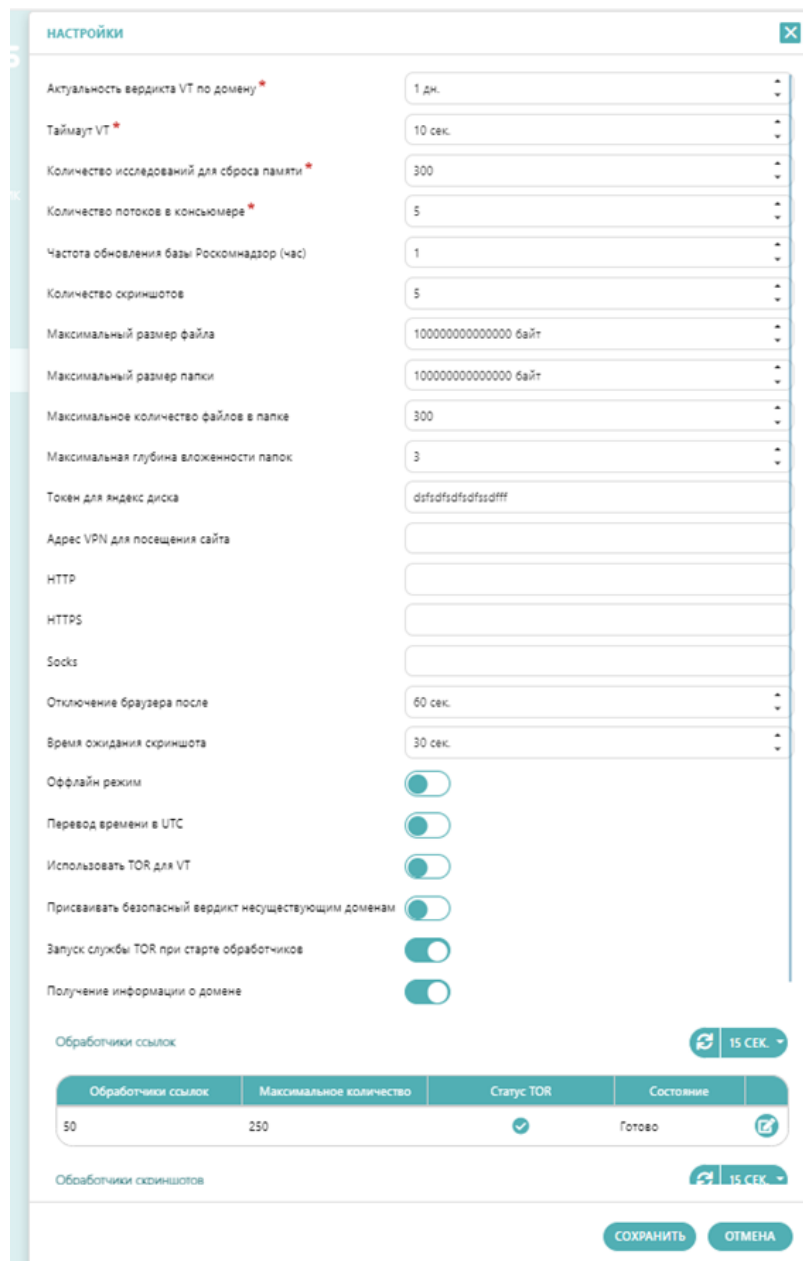 НАСТРОЙКИ
Актуальность вердикта VT по домену * 1 дн.
Таймаут VT * 10 сек.
Количество исследований для сброса памяти * 300
Количество потоков в консьюмере * 5
Частота обновления базы Роскомнадзор (час) 1
Количество скриншотов 5
Максимальный размер файла 100000000000000 байт
Максимальный размер папки 100000000000000 байт
Максимальное количество файлов в папке 300
Максимальная глубина вложенности папок 3
Токен для яндекс диска dsfsdfsdfsdfssdfff
Адрес VPN для посещения сайта
HTTP
HTTPS
Socks
Отключение браузера после 60 сек.
Время ожидания скриншота 30 сек.
Оффлайн режим
Перевод времени в UTC
Использовать TOR для VT
Присваивать безопасный вердикт несуществующим доменам
Запуск службы TOR при старте обработчиков
Получение информации о домене
Обработчики ссылок 15 СЕК.
Обработчики ссылок Максимальное количество Статус TOR Состояние
50 250 Готово
Обработчики скриншотов 15 СЕК.
СОХРАНИТЬ ОТМЕНА